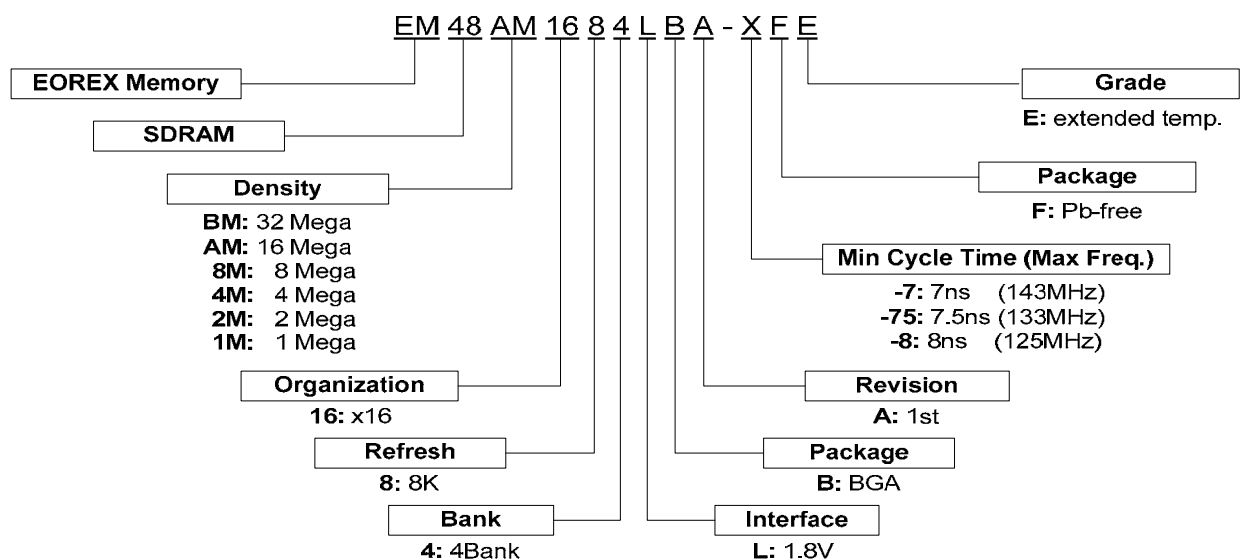 EM 48 AM 16 8 4 L B A - X F E
EOREX Memory
Grade
E: extended temp.
SDRAM
Density
BM: 32 Mega
AM: 16 Mega
8M: 8 Mega
4M: 4 Mega
2M: 2 Mega
1M: 1 Mega
Package
F: Pb-free
Min Cycle Time (Max Freq.)
-7: 7ns (143MHz)
-75: 7.5ns (133MHz)
-8: 8ns (125MHz)
Organization
16: x16
Revision
A: 1st
Refresh
8: 8K
Package
B: BGA
Bank
4: 4Bank
Interface
L: 1.8V